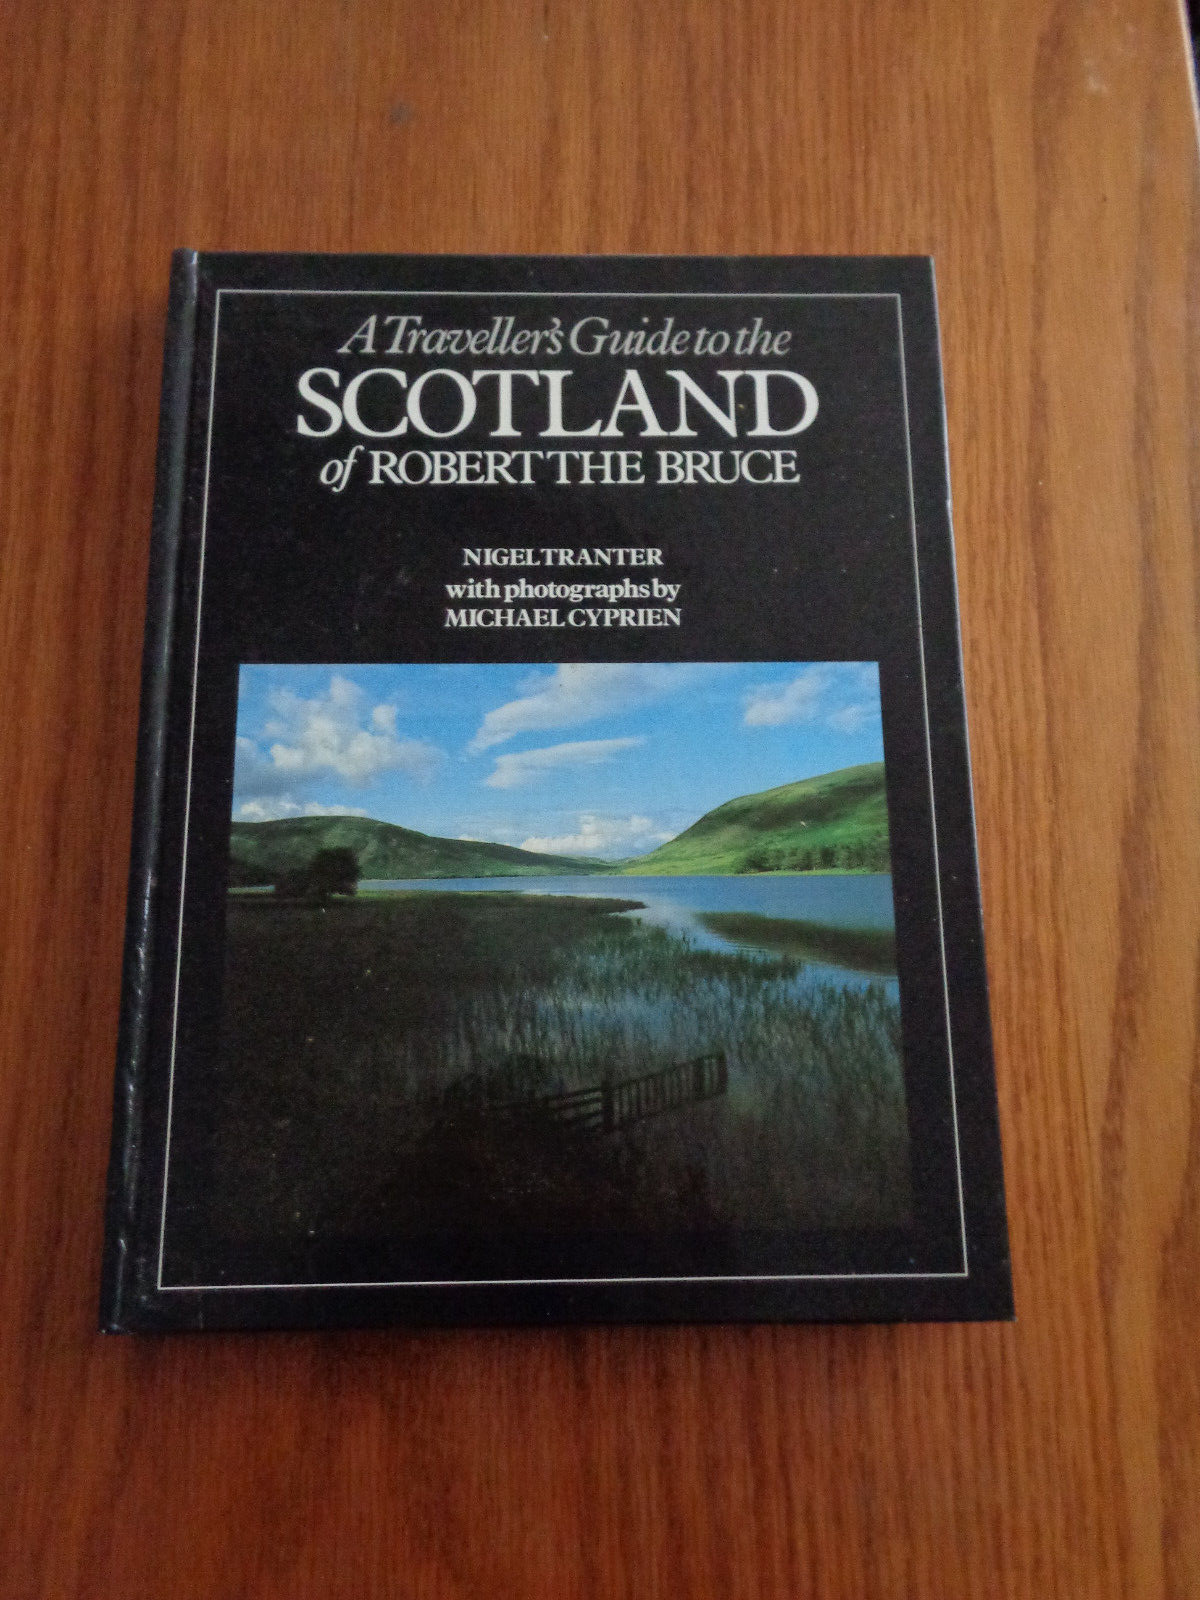 A Traveller's Guide to the
SCOTLAND
of ROBERT THE BRUCE
NIGEL TRANTER
with photographs by
MICHAEL CYPRIEN